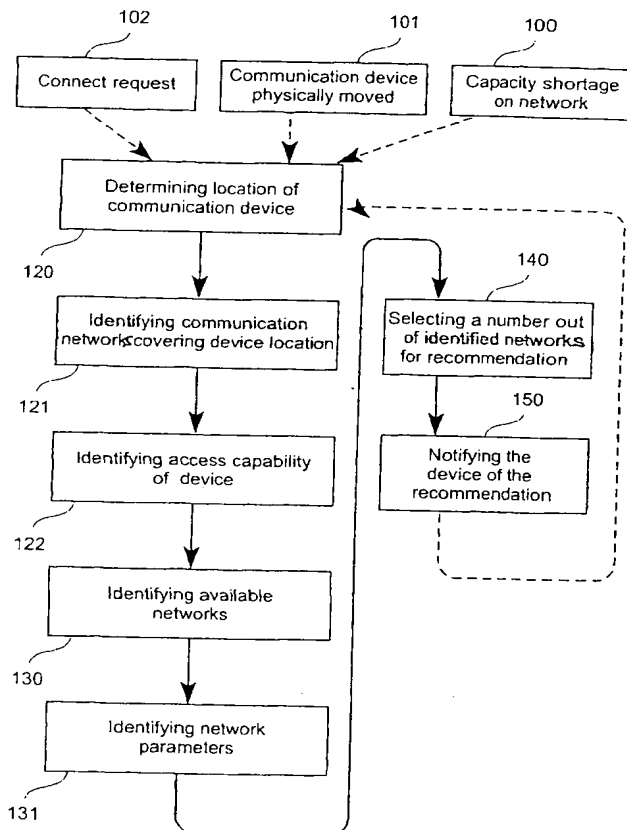 102
101
100
Connect request
Communication device
physically moved
Capacity shortage
on network
Determining location of
communication device
120
Identifying communication
networks covering device location
121
Identifying access capability
of device
122
Identifying available
networks
130
Identifying network
parameters
131
140
Selecting a number out
of identified networks
for recommendation
150
Notifying the
device of the
recommendation